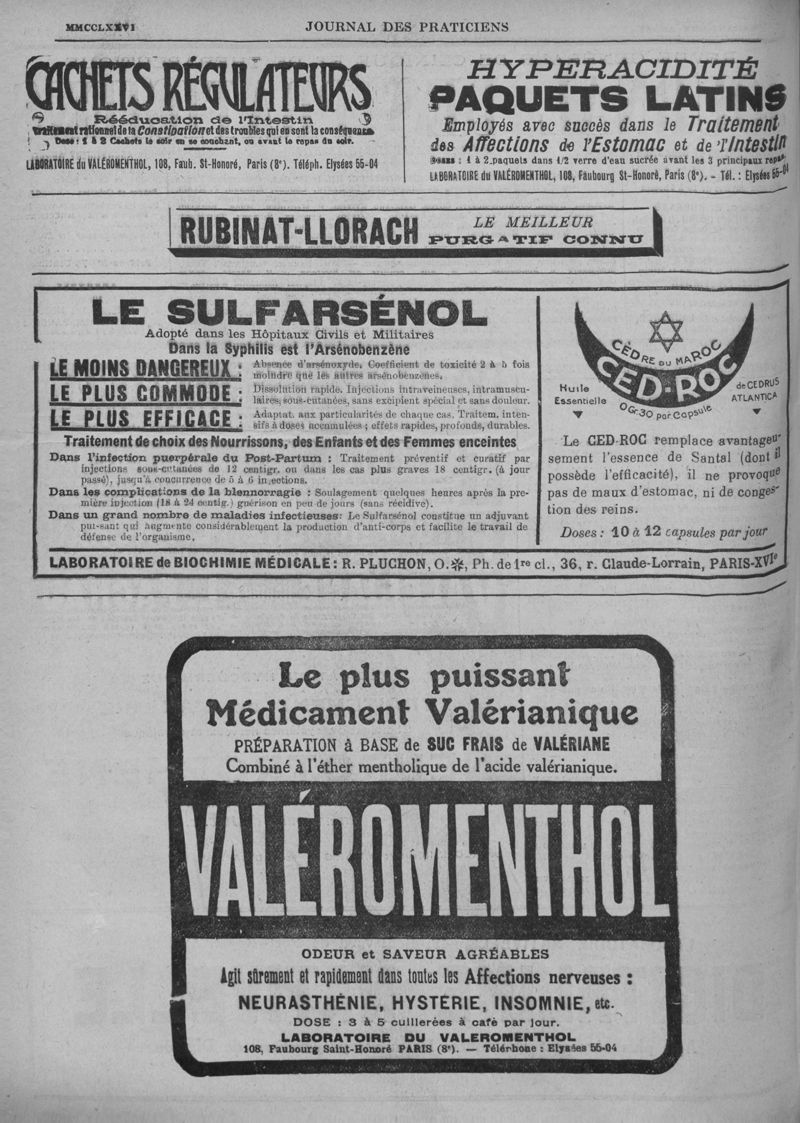 MMCCLXXVI
JOURNAL DES PRATICIENS
CACHETS RÉGULATEURS
Rééducation de l'Intestin
Traitement rationnel de la Constipation et des troubles qui en sont la conséquence
Dose: 1 à 2 Cachets le soir en se couchant, ou avant le repas du soir.
LABORATOIRE du VALÉROMENTHOL, 108, Faub. St-Honoré, Paris (8e). Téléph. Elysées 55-04
HYPERACIDITÉ
PAQUETS LATINS
Employés avec succès dans le Traitement
des Affections de l'Estomac et de l'Intestin
Doses : 1 à 2 paquets dans 1/2 verre d'eau sucrée avant les 3 principaux repas.
LABORATOIRE du VALÉROMENTHOL, 108, Faubourg St-Honoré, Paris (8e). - Tél. : Elysées 55-04
RUBINAT-LLORACH
LE MEILLEUR
PURGATIF CONNU
LE SULFARSÉNOL
Adopté dans les Hôpitaux Civils et Militaires
Dans la Syphilis est l'Arsénobenzène
LE MOINS DANGEREUX : Absence d'arsénoxyde, Coefficient de toxicité 2 à 5 fois
moindre que les autres arsénobenzènes.
LE PLUS COMMODE : Dissolution rapide. Injections intraveineuses, intramuscu-
laires, sous-cutanées, sans excipient spécial et sans douleur.
LE PLUS EFFICACE : Adaptat. aux particularités de chaque cas. Traitem. inten-
sifs à doses accumulées ; effets rapides, profonds, durables.
Traitement de choix des Nourrissons, des Enfants et des Femmes enceintes
Dans l'infection puerpérale du Post-Partum : Traitement préventif et curatif par
injections sous-cutanées de 12 centigr. ou dans les cas plus graves 18 centigr. (à jour
passé), jusqu'à concurrence de 5 à 6 injections.
Dans les complications de la blennorragie : Soulagement quelques heures après la pre-
mière injection (18 à 24 centig.) guérison en peu de jours (sans récidive).
Dans un grand nombre de maladies infectieuses: Le Sulfarsénol constitue un adjuvant
puissant qui augmente considérablement la production d'anti-corps et facilite le travail de
défense de l'organisme.
CÈDRE DU MAROC
CED-ROC
Huile
Essentielle
0 Gr. 30 par Capsule
de CEDRUS
ATLANTICA
Le CED-ROC remplace avantageu-
sement l'essence de Santal (dont il
possède l'efficacité), il ne provoque
pas de maux d'estomac, ni de conges-
tion des reins.
Doses : 10 à 12 capsules par jour
LABORATOIRE de BIOCHIMIE MÉDICALE : R. PLUCHON, O.✻, Ph. de 1re cl., 36, r. Claude-Lorrain, PARIS-XVIe
Le plus puissant
Médicament Valérianique
PRÉPARATION à BASE de SUC FRAIS de VALÉRIANE
Combiné à l'éther mentholique de l'acide valérianique.
VALÉROMENTHOL
ODEUR et SAVEUR AGRÉABLES
Agit sûrement et rapidement dans toutes les Affections nerveuses :
NEURASTHÉNIE, HYSTÉRIE, INSOMNIE, etc.
DOSE : 3 à 5 cuillerées à café par jour.
LABORATOIRE DU VALEROMENTHOL
108, Faubourg Saint-Honoré PARIS (8e). — Téléphone : Elysées 55-04